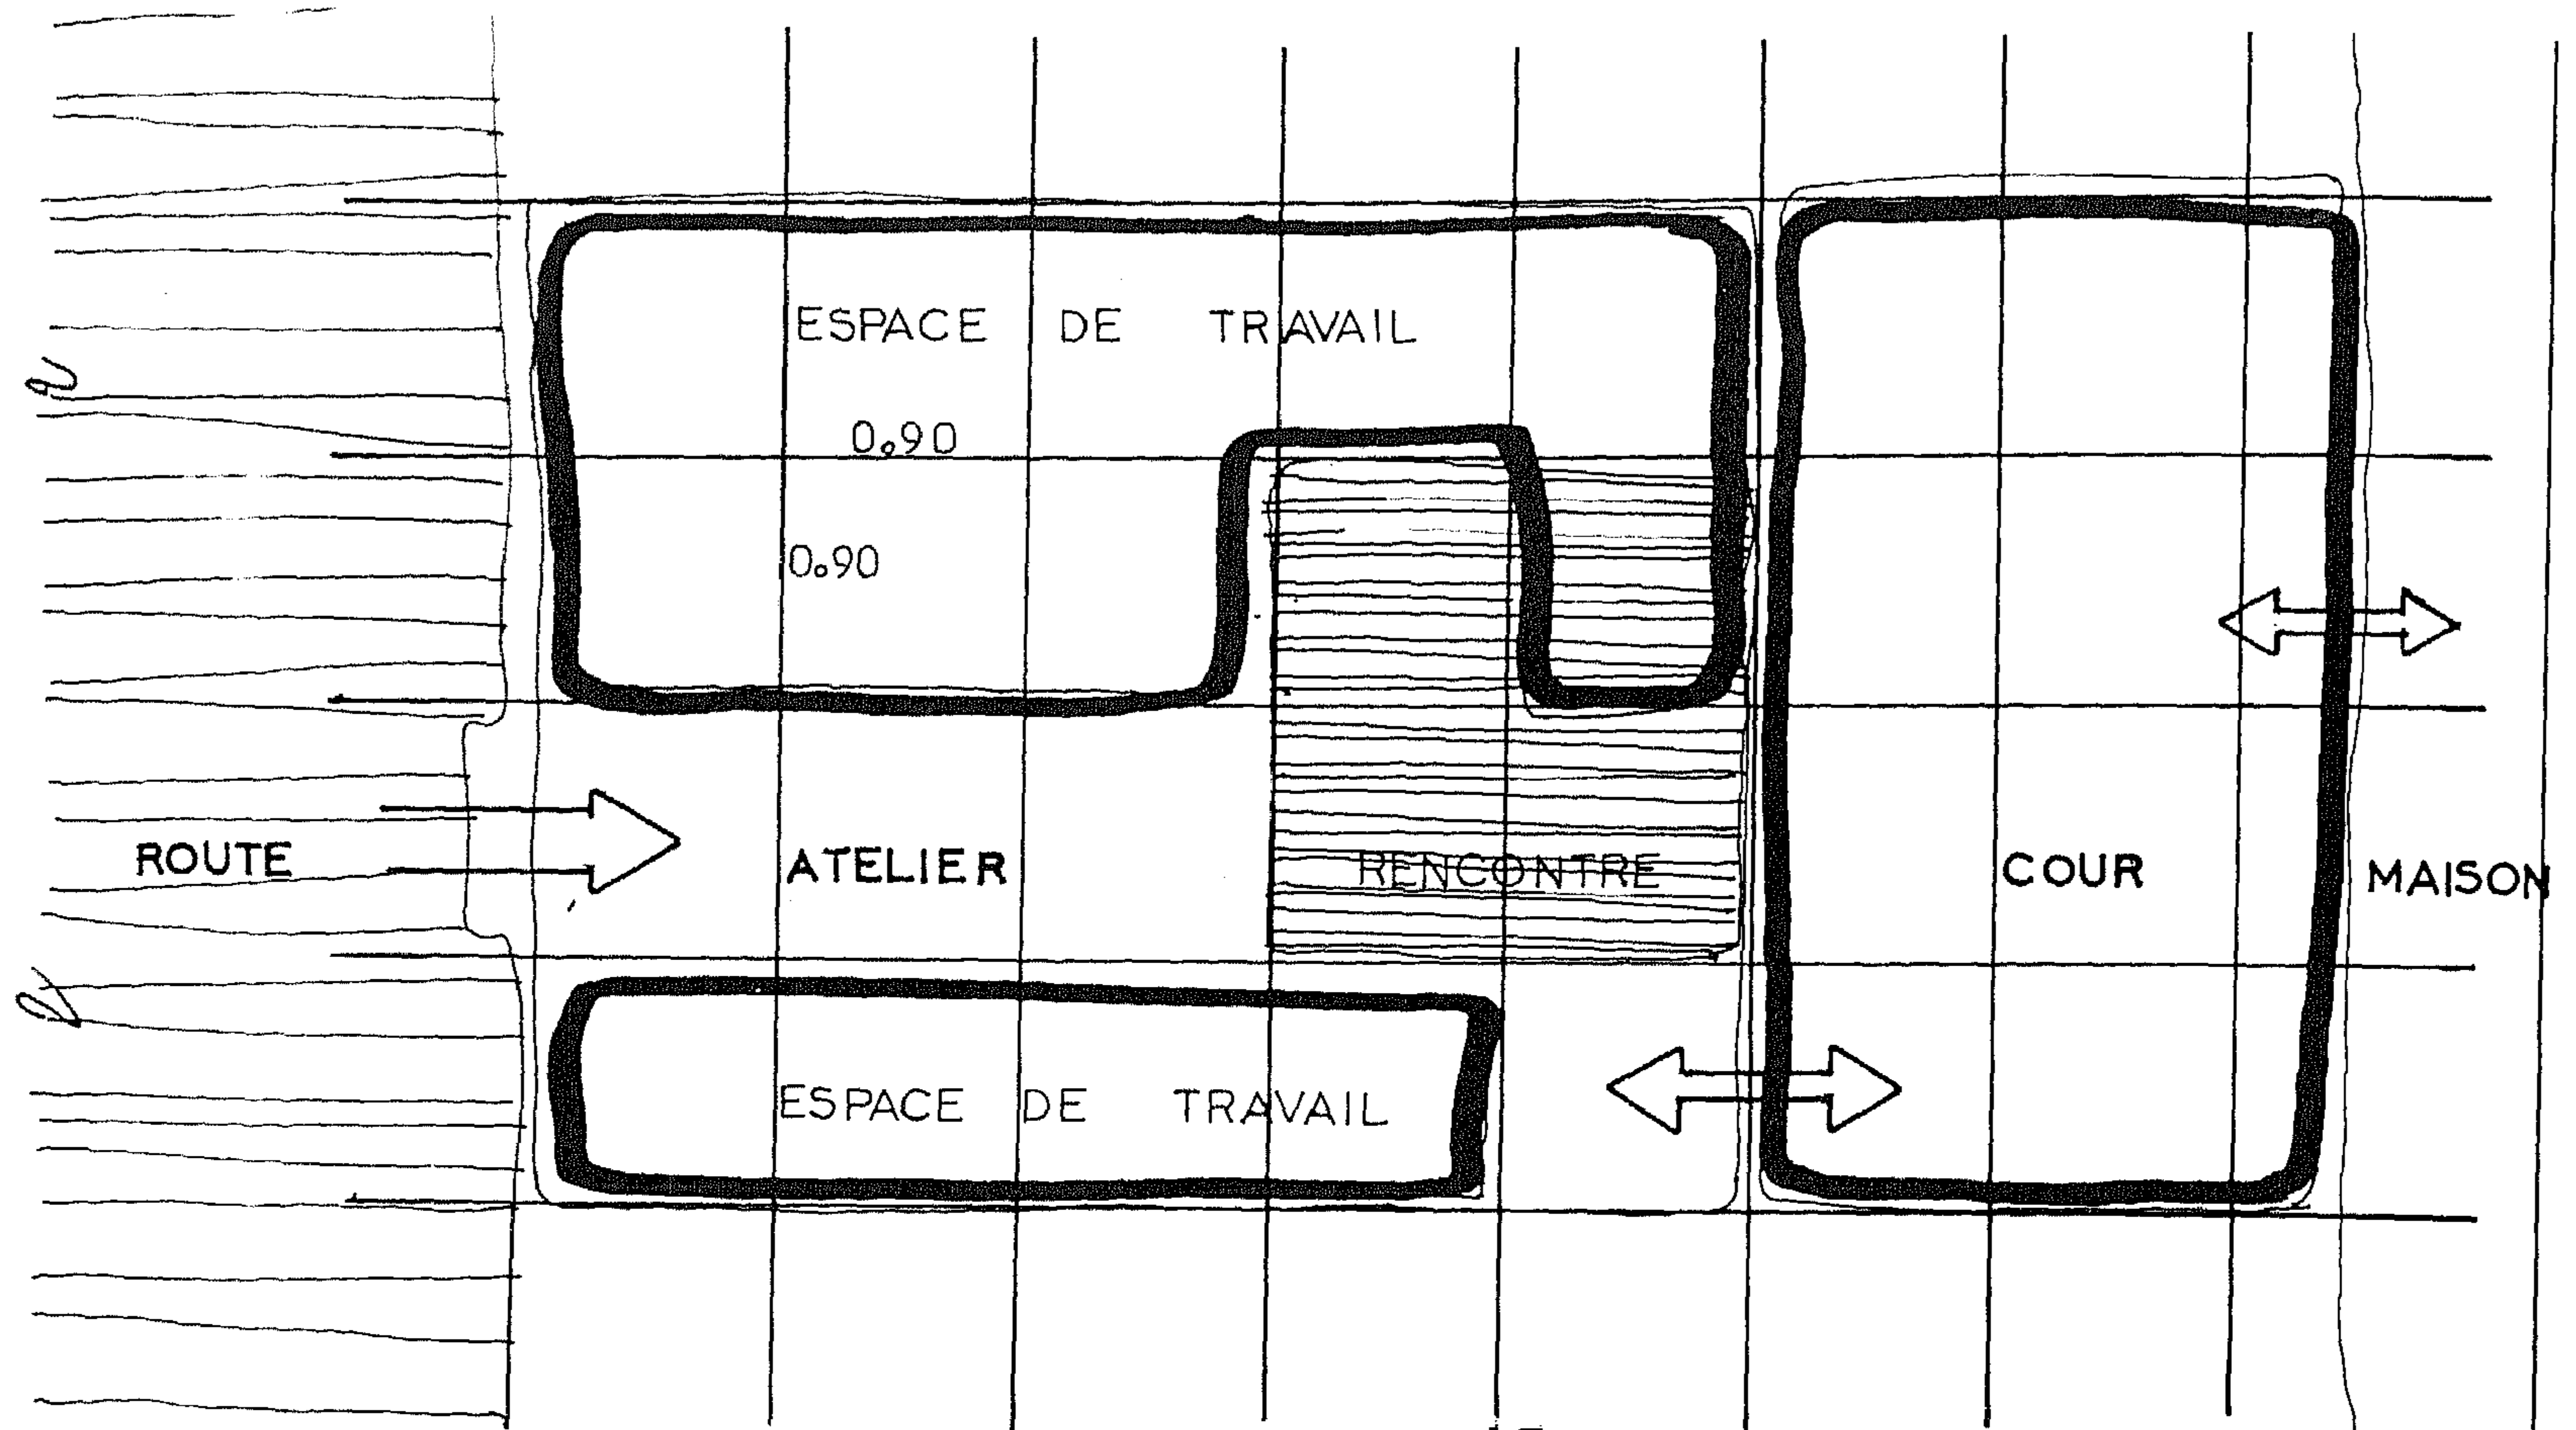 ESPACE DE TRAVAIL
0.90
0.90
ROUTE
ATELIER
RENCONTRE
COUR
MAISON
ESPACE DE TRAVAIL